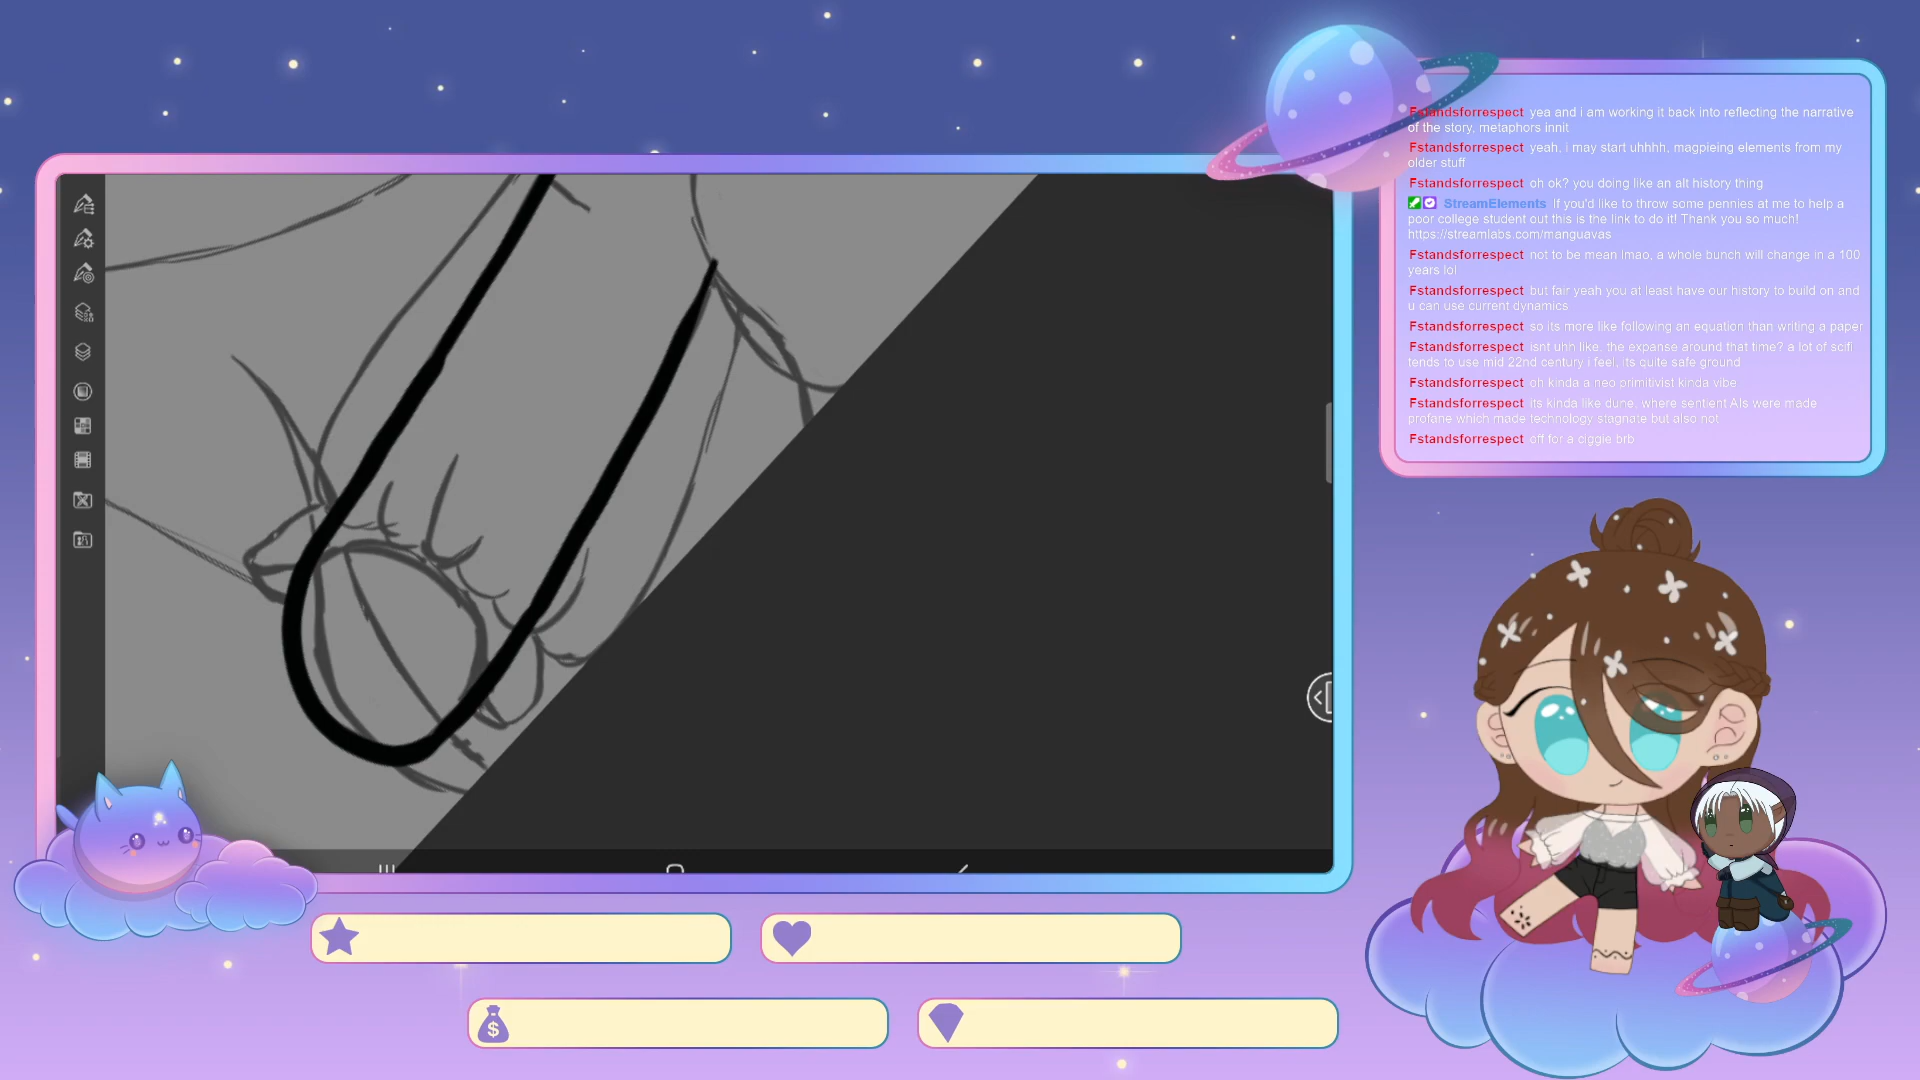 Fstandsforrespect yea and i am working it back into reflecting the narrative
of the story, metaphors innit
Fstandsforrespect yeah, i may start uhhhh, magpieing elements from my
older stuff
Fstandsforrespect oh ok? you doing like an alt history thing
StreamElements If you'd like to throw some pennies at me to help a
poor college student out this is the link to do it! Thank you so much!
https://streamlabs.com/manguavas
Fstandsforrespect not to be mean lmao, a whole bunch will change in a 100
years lol
Fstandsforrespect but fair yeah you at least have our history to build on and
u can use current dynamics
Fstandsforrespect so its more like following an equation than writing a paper
Fstandsforrespect isnt uhn like. the expanse around that time? a lot of scifi
tends to use mid 22nd century i feel. its quite safe ground
Fstandsforrespect oh kinda a neo primitivist kinda vibe
Fstandsforrespect its kinda like dune, where sentient AIs were made
profane which made technology stagnate but also not
Fstandsforrespect off for a ciggie brb
$